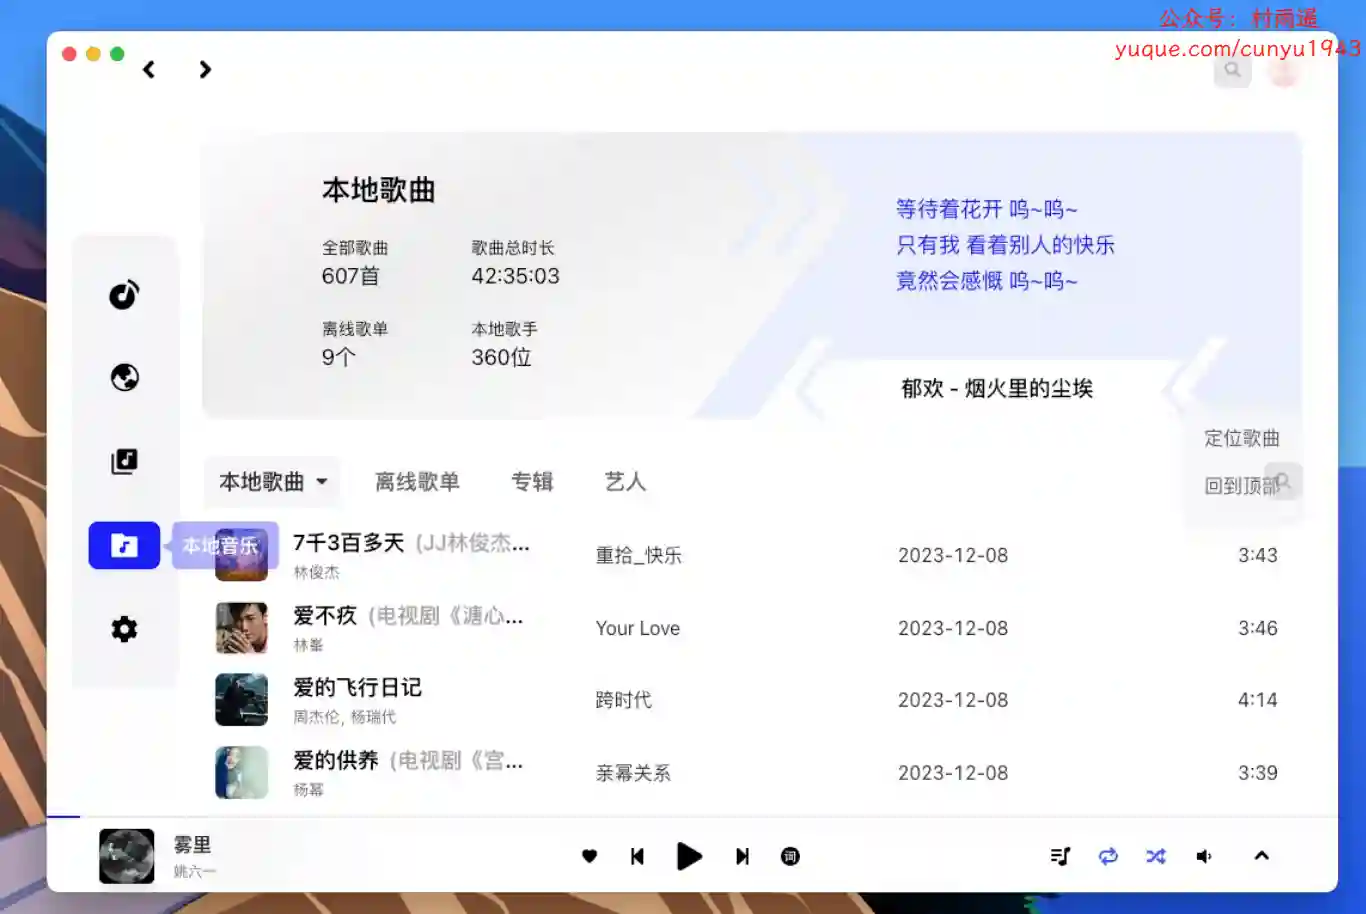 公众号：村雨遥
yuque.com/cunyu1943
本地歌曲
全部歌曲
607首
歌曲总时长
42:35:03
离线歌单
9个
本地歌手
360位
等待着花开 呜~呜~
只有我 看着别人的快乐
竟然会感慨 呜~呜~
郁欢 - 烟火里的尘埃
定位歌曲
回到顶部
本地歌曲 离线歌单 专辑 艺人
本地音乐
7千3百多天 (JJ林俊杰...
林俊杰
重拾_快乐
2023-12-08
3:43
爱不疚 (电视剧《溏心...
林峯
Your Love
2023-12-08
3:46
爱的飞行日记
周杰伦, 杨瑞代
跨时代
2023-12-08
4:14
爱的供养 (电视剧《宫...
杨幂
亲幂关系
2023-12-08
3:39
雾里
姚六一
词